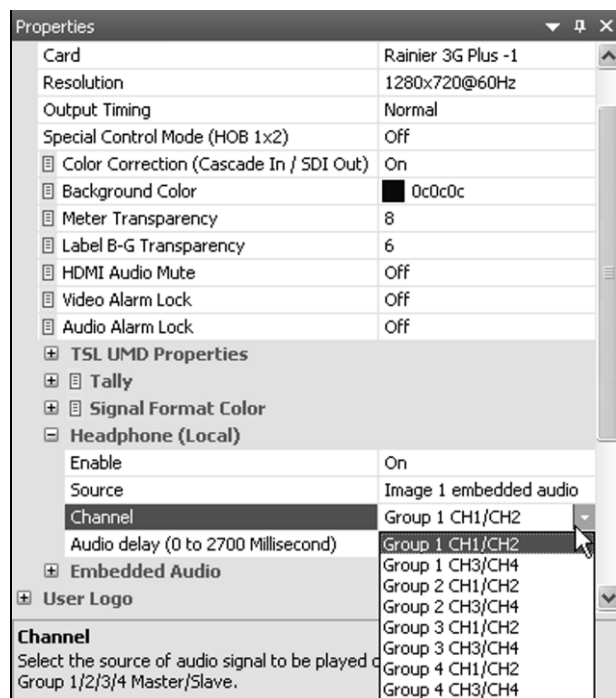 Properties
Card Rainier 3G Plus -1
Resolution 1280x720@60Hz
Output Timing Normal
Special Control Mode (HOB 1x2) Off
Color Correction (Cascade In / SDI Out) On
Background Color 0c0c0c
Meter Transparency 8
Label B-G Transparency 6
HDMI Audio Mute Off
Video Alarm Lock Off
Audio Alarm Lock Off
TSL UMD Properties
Tally
Signal Format Color
Headphone (Local)
Enable On
Source Image 1 embedded audio
Channel Group 1 CH1/CH2
Audio delay (0 to 2700 Millisecond) Group 1 CH1/CH2
Group 1 CH3/CH4
Embedded Audio Group 2 CH1/CH2
User Logo Group 2 CH3/CH4
Group 3 CH1/CH2
Group 3 CH3/CH4
Group 4 CH1/CH2
Group 4 CH3/CH4
Channel
Select the source of audio signal to be played
Group 1/2/3/4 Master/Slave.